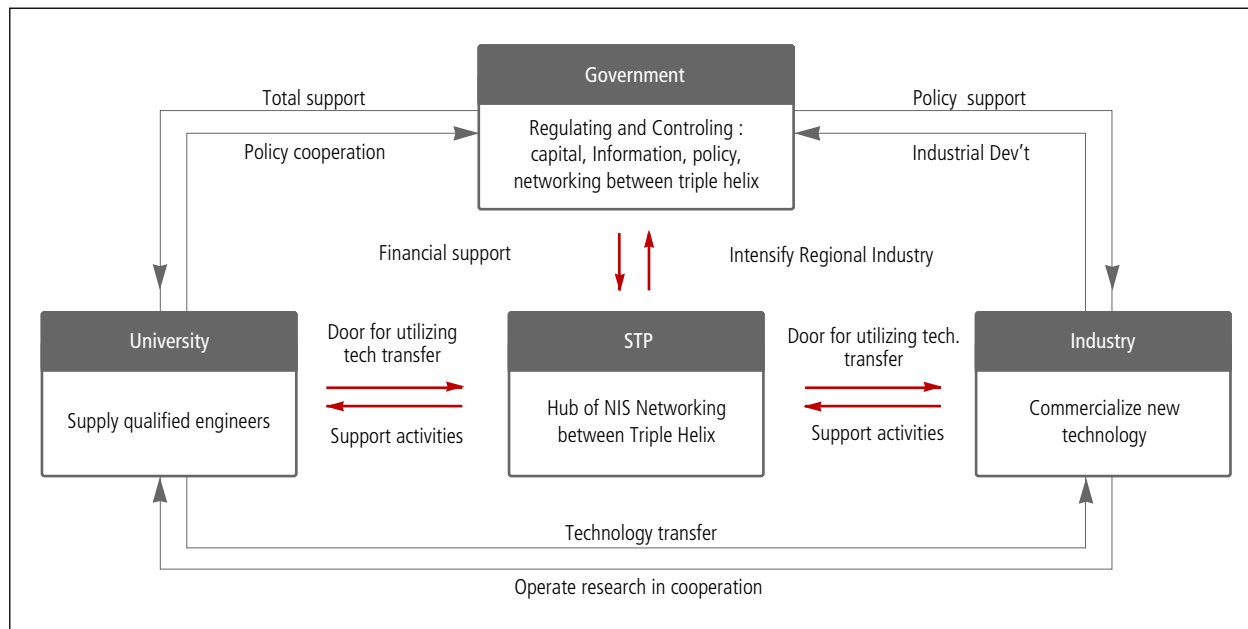 Government
Regulating and Controling :
capital, Information, policy,
networking between triple helix
Total support
Policy cooperation
Policy  support
Industrial Dev’t
Financial support
Intensify Regional Industry
University
Supply qualified engineers
Door for utilizing
tech transfer
Support activities
STP
Hub of NIS Networking
between Triple Helix
Door for utilizing tech.
transfer
Support activities
Industry
Commercialize new
technology
Technology transfer
Operate research in cooperation